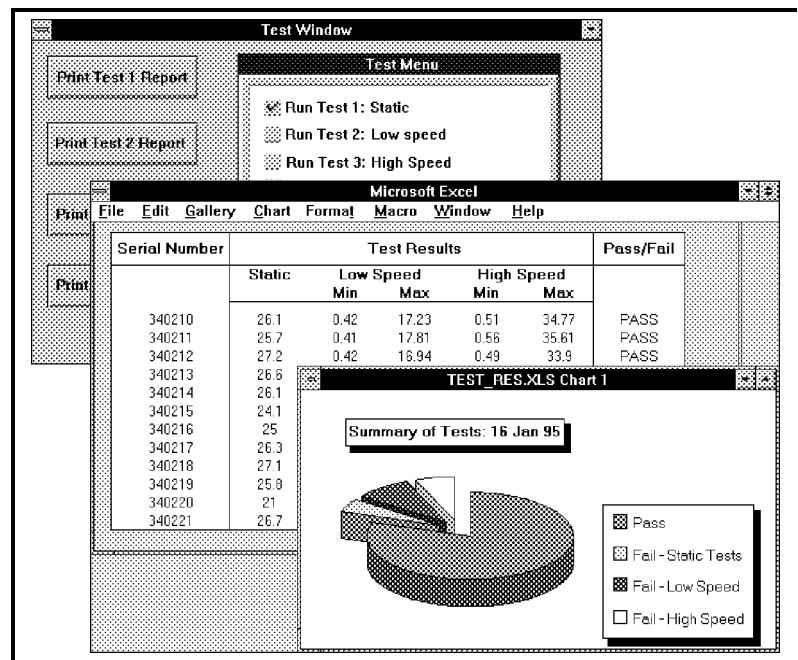 Test Window
Print Test 1 Report
Print Test 2 Report
Print
Print
Test Menu
Run Test 1: Static
Run Test 2: Low speed
Run Test 3: High Speed
Microsoft Excel
File Edit Gallery Chart Format Macro Window Help
Serial Number Test Results Pass/Fail
Static Low Speed High Speed
Min Max Min Max
340210 26.1 0.42 17.23 0.51 34.77 PASS
340211 25.7 0.41 17.81 0.56 35.61 PASS
340212 27.2 0.42 16.94 0.49 33.9 PASS
340213 26.6
340214 26.1
340215 24.1
340216 25
340217 26.3
340218 27.1
340219 25.8
340220 21
340221 26.7
TEST_RES.XLS Chart 1
Summary of Tests: 16 Jan 95
Pass
Fail - Static Tests
Fail - Low Speed
Fail - High Speed